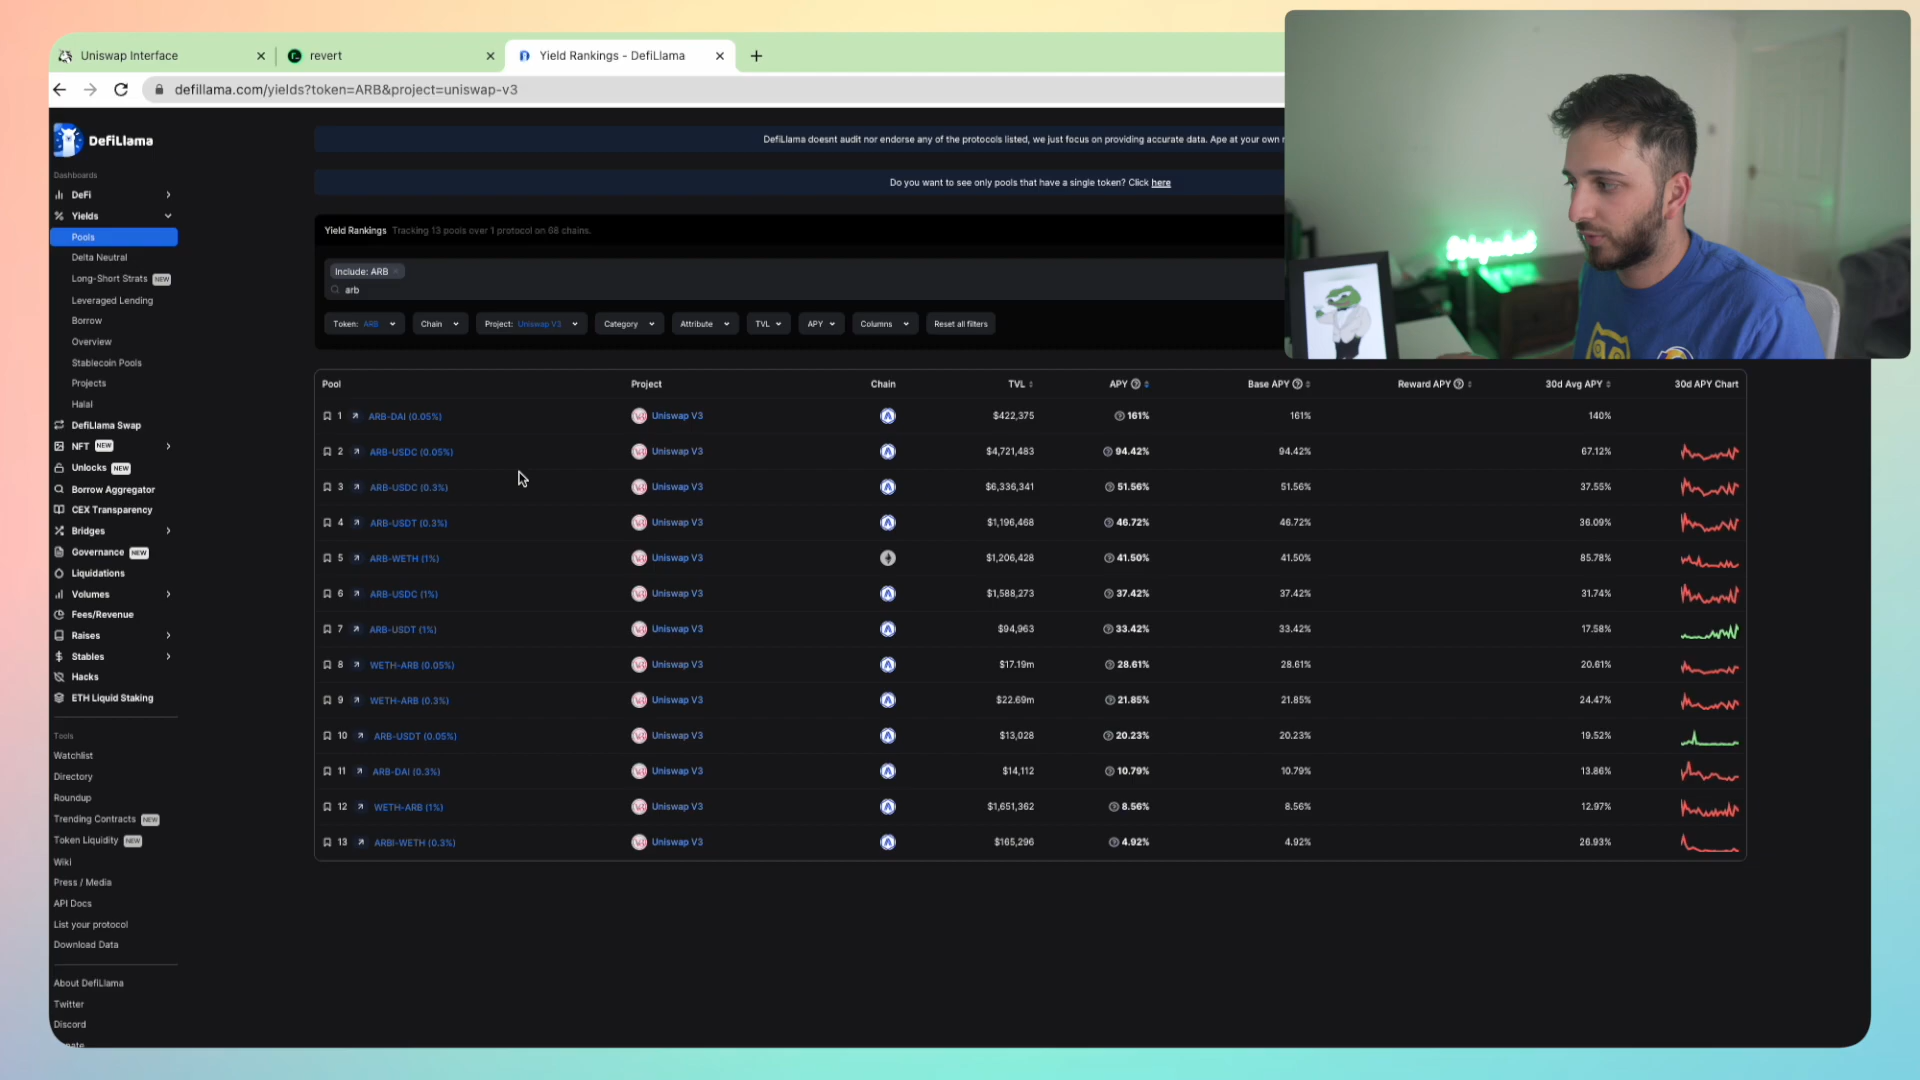 Uniswap Interface
revert
Yield Rankings - DefiLlama
defillama.com/yields?token=ARB&project=uniswap-v3
DefiLlama
Dashboards
DeFi
Yields
Pools
Delta Neutral
Long-Short Strats NEW
Leveraged Lending
Borrow
Overview
Stablecoin Pools
Projects
Halal
DefiLlama Swap
NFT NEW
Unlocks NEW
Borrow Aggregator
CEX Transparency
Bridges
Governance NEW
Liquidations
Volumes
Fees/Revenue
Raises
Stables
Hacks
ETH Liquid Staking
Tools
Watchlist
Directory
Roundup
Trending Contracts NEW
Token Liquidity NEW
Wiki
Press / Media
API Docs
List your protocol
Download Data
About DefiLlama
Twitter
Discord
DefiLlama doesnt audit nor endorse any of the protocols listed, we just focus on providing accurate data. Ape at your own
Do you want to see only pools that have a single token? Click here
Yield Rankings Tracking 13 pools over 1 protocol on 68 chains.
Include: ARB ×
arb
Token: ARB Chain Project: Uniswap V3 Category Attribute TVL APY Columns Reset all filters
Pool Project Chain TVL APY Base APY Reward APY 30d Avg APY 30d APY Chart
1 ARB-DAI (0.05%) Uniswap V3 $422,375 161% 161% 140%
2 ARB-USDC (0.05%) Uniswap V3 $4,721,483 94.42% 94.42% 67.12%
3 ARB-USDC (0.3%) Uniswap V3 $6,336,341 51.56% 51.56% 37.55%
4 ARB-USDT (0.3%) Uniswap V3 $1,196,468 46.72% 46.72% 36.09%
5 ARB-WETH (1%) Uniswap V3 $1,206,428 41.50% 41.50% 85.78%
6 ARB-USDC (1%) Uniswap V3 $1,588,273 37.42% 37.42% 31.74%
7 ARB-USDT (1%) Uniswap V3 $94,963 33.42% 33.42% 17.58%
8 WETH-ARB (0.05%) Uniswap V3 $17.19m 28.61% 28.61% 20.61%
9 WETH-ARB (0.3%) Uniswap V3 $22.69m 21.85% 21.85% 24.47%
10 ARB-USDT (0.05%) Uniswap V3 $13,028 20.23% 20.23% 19.52%
11 ARB-DAI (0.3%) Uniswap V3 $14,112 10.79% 10.79% 13.86%
12 WETH-ARB (1%) Uniswap V3 $1,651,362 8.56% 8.56% 12.97%
13 ARBI-WETH (0.3%) Uniswap V3 $165,296 4.92% 4.92% 26.93%